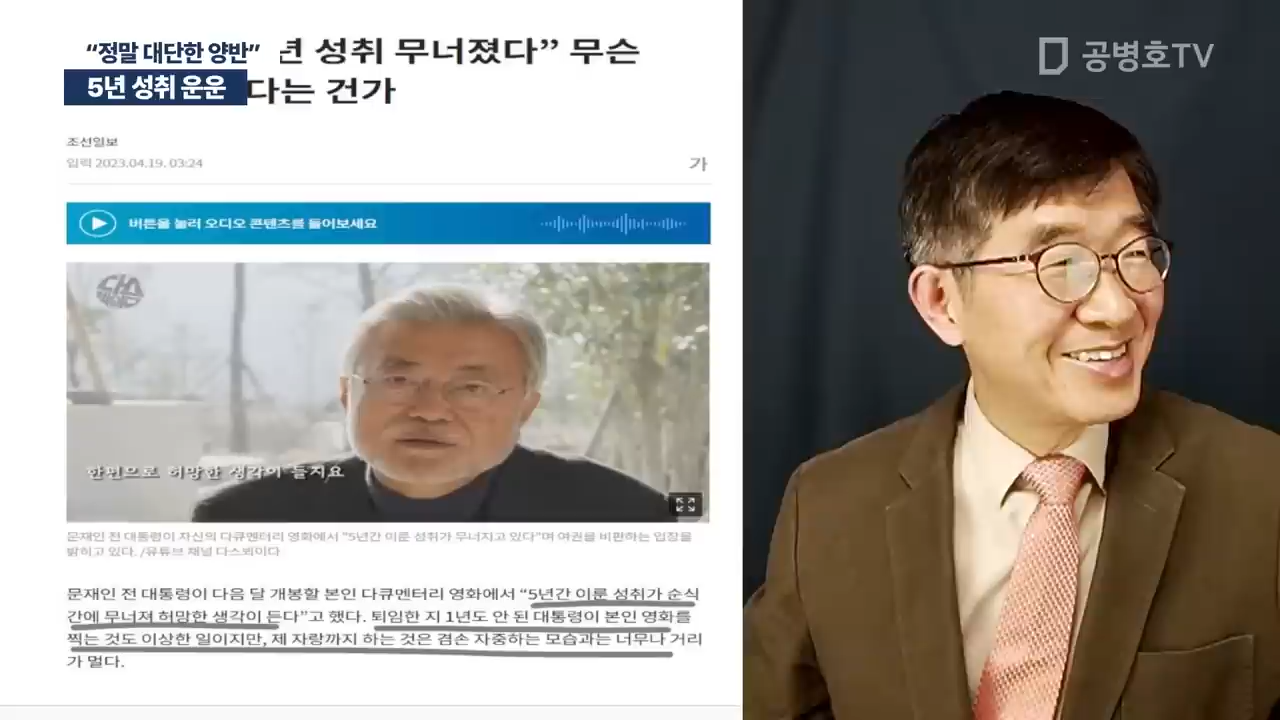 “정말 대단한 양반” 년 성취 무너졌다” 무슨
5년 성취 운운 다는 건가
공병호TV
조선일보
입력 2023.04.19. 03:24
가
버튼을 눌러 오디오 콘텐츠를 들어보세요
다스뵈이다
한편으로 허망한 생각이 들지요
문재인 전 대통령이 자신의 다큐멘터리 영화에서 “5년간 이룬 성취가 무너지고 있다”며 여권을 비판하는 입장을
밝히고 있다. /유튜브 채널 다스뵈이다
문재인 전 대통령이 다음 달 개봉할 본인 다큐멘터리 영화에서 “5년간 이룬 성취가 순식
간에 무너져 허망한 생각이 든다”고 했다. 퇴임한 지 1년도 안 된 대통령이 본인 영화를
찍는 것도 이상한 일이지만, 제 자랑까지 하는 것은 겸손 자중하는 모습과는 너무나 거리
가 멀다.